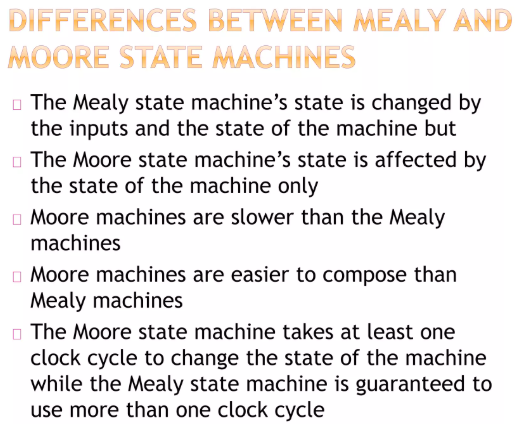 DIFFERENCES BETWEEN MEALY AND
MOORE STATE MACHINES
The Mealy state machine's state is changed by
the inputs and the state of the machine but
The Moore state machine's state is affected by
the state of the machine only
Moore machines are slower than the Mealy
machines
Moore machines are easier to compose than
Mealy machines
The Moore state machine takes at least one
clock cycle to change the state of the machine
while the Mealy state machine is guaranteed to
use more than one clock cycle